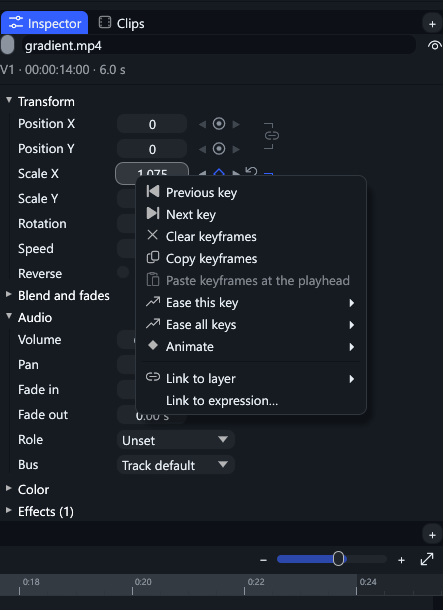 Inspector Clips
gradient.mp4
V1 · 00:00:14:00 · 6.0 s
Transform
Position X 0
Position Y 0
Scale X 1.075
Scale Y
Rotation
Speed
Reverse
Blend and fades
Audio
Volume
Pan
Fade in
Fade out 0.00 s
Role Unset
Bus Track default
Color
Effects (1)
Previous key
Next key
Clear keyframes
Copy keyframes
Paste keyframes at the playhead
Ease this key
Ease all keys
Animate
Link to layer
Link to expression...
0:18 0:20 0:22 0:24